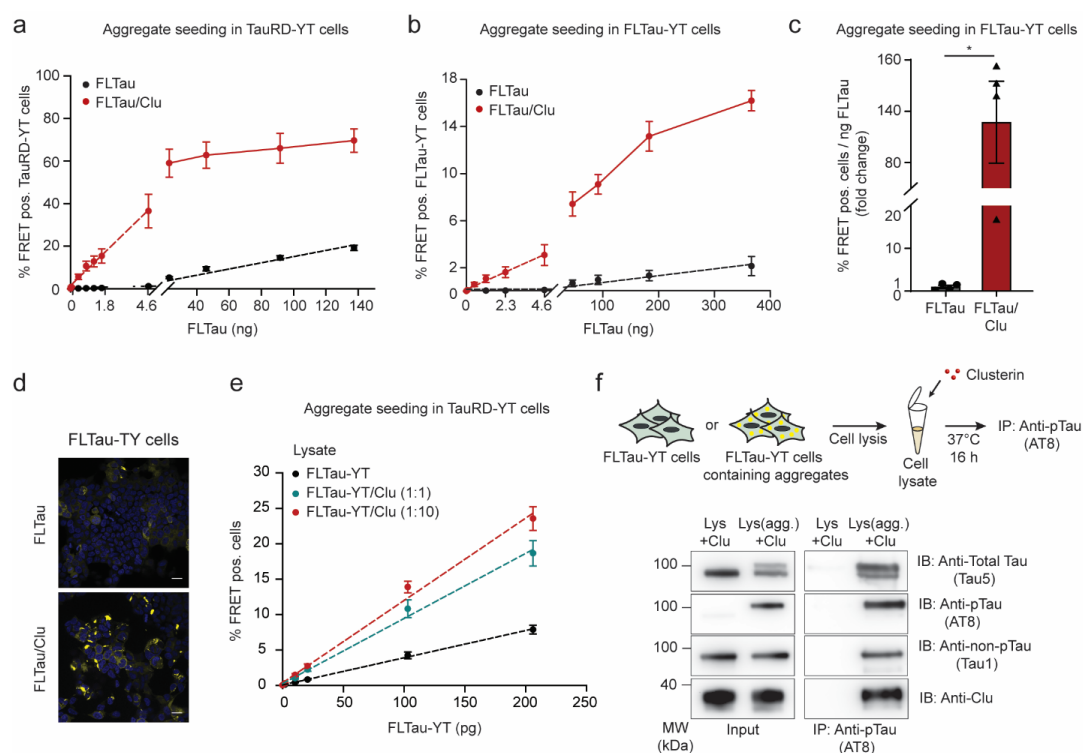 a
Aggregate seeding in TauRD-YT cells
FLTau
FLTau/Clu
% FRET pos. TauRD-YT cells
100
80
60
40
20
0
0
1.8
4.6
40
60
80
100
120
140
FLTau (ng)
b
Aggregate seeding in FLTau-YT cells
FLTau
FLTau/Clu
% FRET pos. FLTau-YT cells
18
15
12
9
6
2
0
0
2.3
4.6
100
200
300
400
FLTau (ng)
c
Aggregate seeding in FLTau-YT cells
*
% FRET pos. cells / ng FLTau
(fold change)
160
140
80
20
10
1
0
FLTau
FLTau/
Clu
d
FLTau-TY cells
FLTau
FLTau/Clu
e
Aggregate seeding in TauRD-YT cells
Lysate
FLTau-YT
FLTau-YT/Clu (1:1)
FLTau-YT/Clu (1:10)
% FRET pos. cells
30
25
20
15
10
5
0
0
50
100
150
200
250
FLTau-YT (pg)
f
Clusterin
FLTau-YT cells
or
FLTau-YT cells
containing aggregates
Cell lysis
Cell
lysate
37°C
16 h
IP: Anti-pTau
(AT8)
Lys
+Clu
Lys(agg.)
+Clu
Lys
+Clu
Lys(agg.)
+Clu
100
IB: Anti-Total Tau
(Tau5)
100
IB: Anti-pTau
(AT8)
100
IB: Anti-non-pTau
(Tau1)
40
IB: Anti-Clu
MW
(kDa)
Input
IP: Anti-pTau
(AT8)